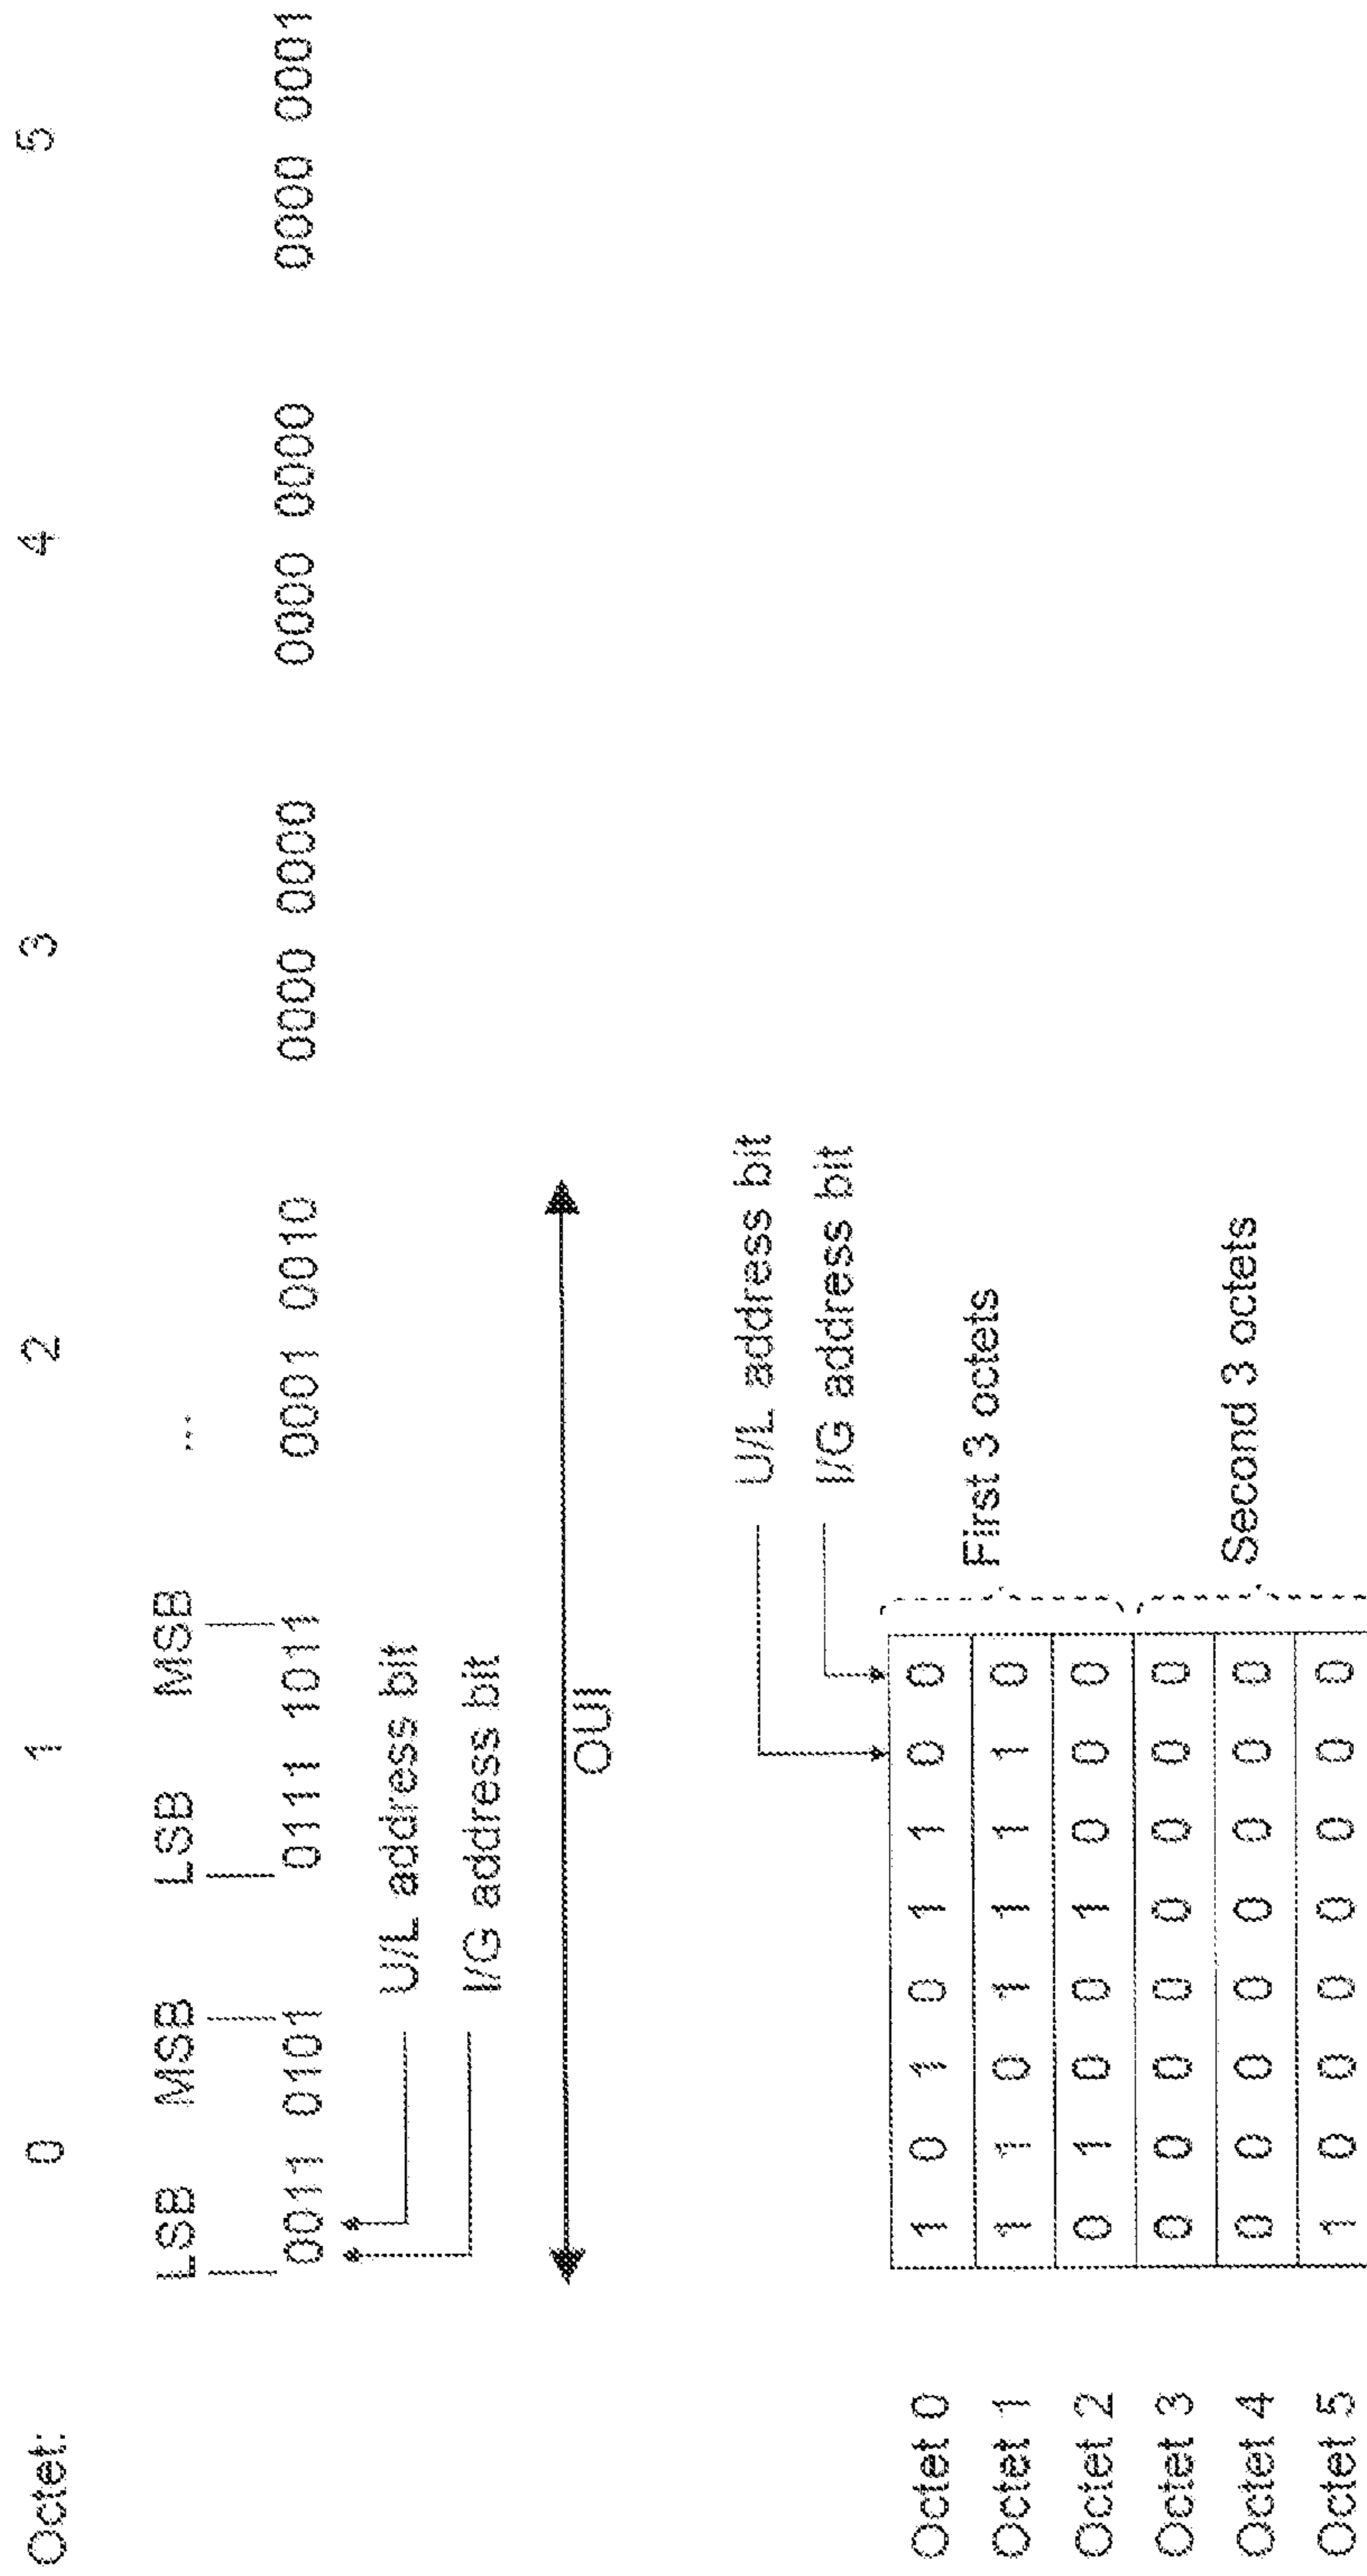 Octet: 0 1 2 3 4 5
LSB MSB LSB MSB ...
0011 0101 0111 1011 0001 0010 0000 0000 0000 0000 0000 0001
U/L address bit
I/G address bit
OUI
U/L address bit
I/G address bit
Octet 0 1 0 1 0 1 1 0 0
Octet 1 1 1 0 1 1 1 1 0
First 3 octets
Octet 2 0 1 0 0 1 0 0 0
Octet 3 0 0 0 0 0 0 0 0
Octet 4 0 0 0 0 0 0 0 0
Second 3 octets
Octet 5 1 0 0 0 0 0 0 0